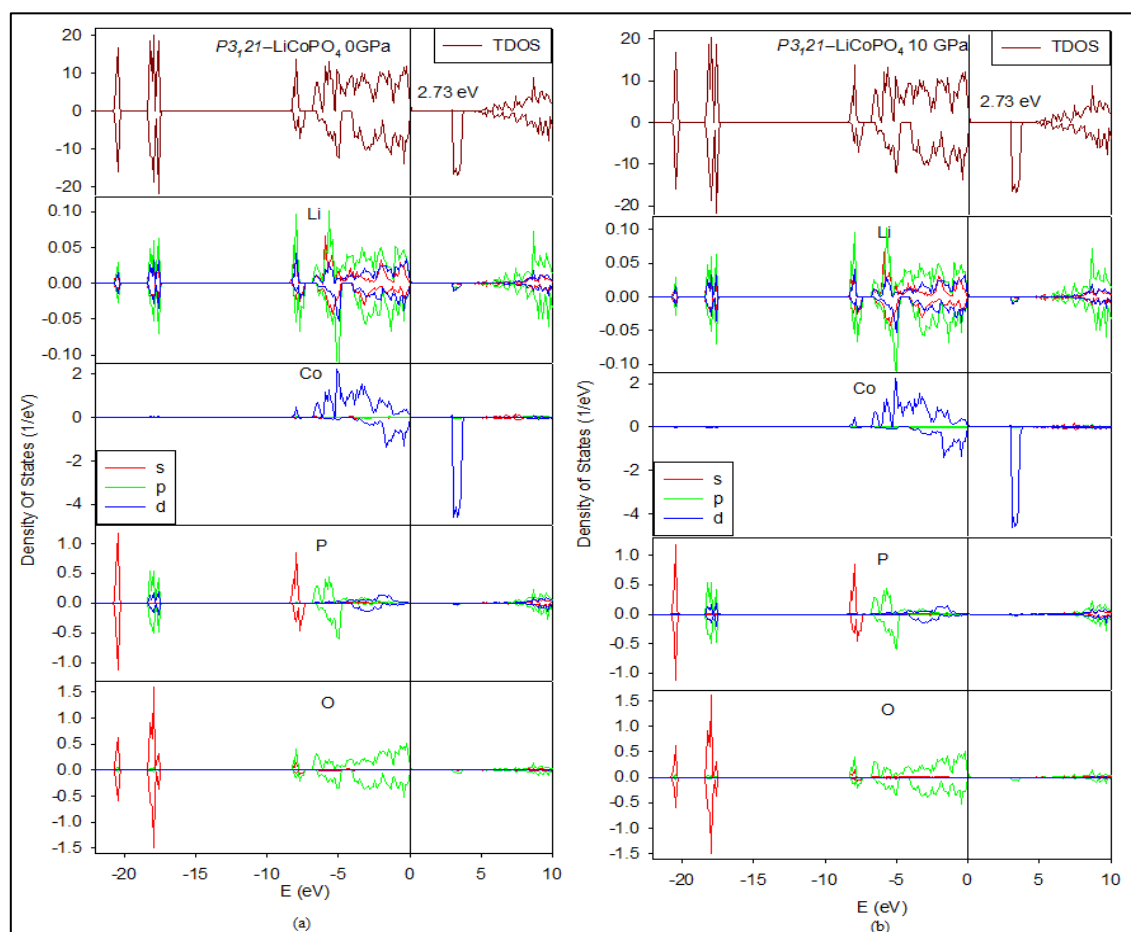 P3₁21–LiCoPO₄ 0GPa
TDOS
2.73 eV
20
10
0
-10
20
Li
0.10
0.05
0.00
-0.05
-0.10
Co
2
0
-2
-4
s
p
d
P
1.0
0.5
0.0
-0.5
-1.0
O
1.5
1.0
0.5
0.0
-0.5
-1.0
-1.5
Density Of States (1/eV)
-20 -15 -10 -5 0 5 10
E (eV)
(a)
P3₁21–LiCoPO₄ 10 GPa
TDOS
2.73 eV
20
10
0
-10
-20
Li
0.10
0.05
0.00
-0.05
-0.10
Co
2
0
-2
-4
s
p
d
P
1.0
0.5
0.0
-0.5
-1.0
O
1.5
1.0
0.5
0.0
-0.5
-1.0
-1.5
Density of States (1/eV)
-20 -15 -10 -5 0 5 10
E (eV)
(b)